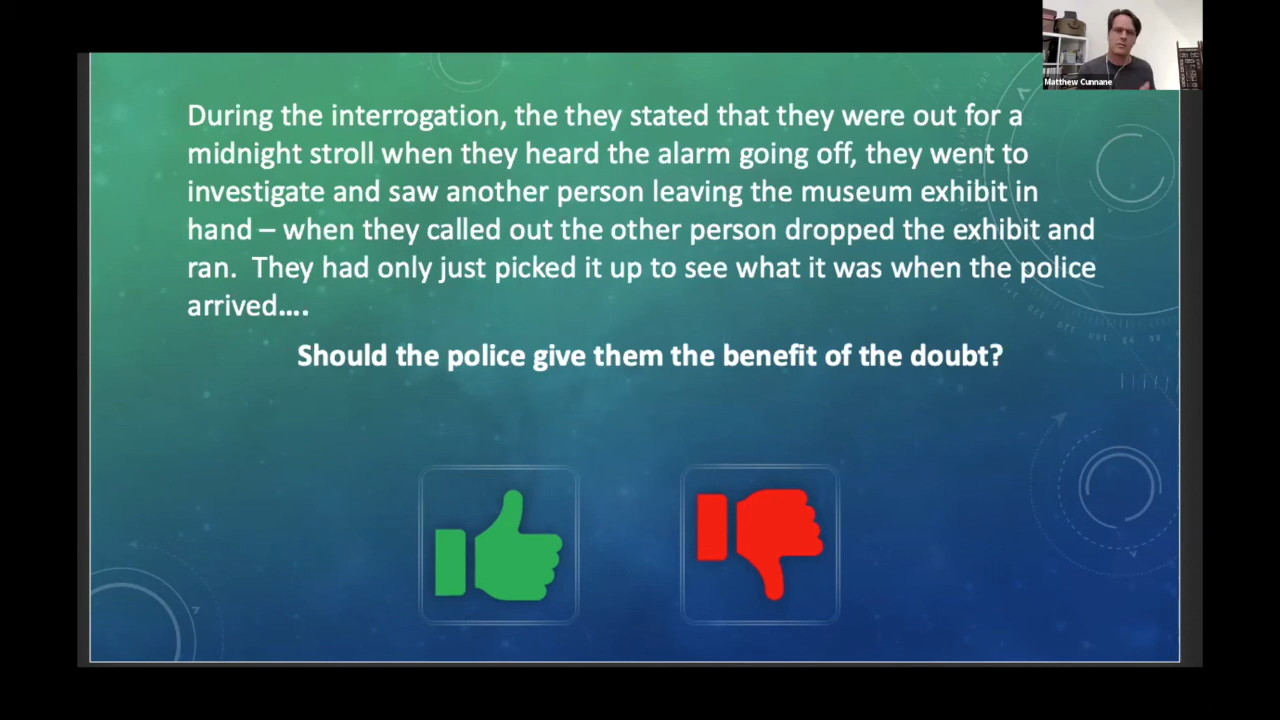 During the interrogation, the they stated that they were out for a
midnight stroll when they heard the alarm going off, they went to
investigate and saw another person leaving the museum exhibit in
hand – when they called out the other person dropped the exhibit and
ran.  They had only just picked it up to see what it was when the police
arrived....
Should the police give them the benefit of the doubt?
Matthew Cunnane